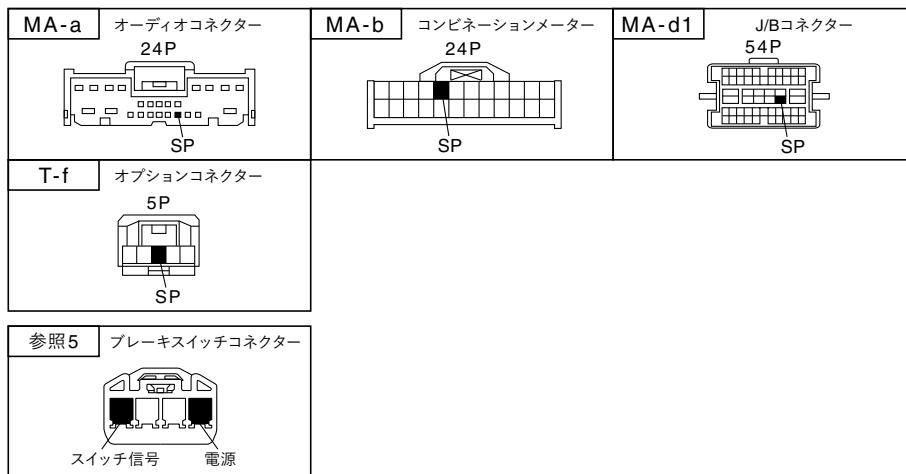 MA-a オーディオコネクター
24P
SP
MA-b コンビネーションメーター
24P
SP
MA-d1 J/Bコネクター
54P
SP
T-f オプションコネクター
5P
SP
参照5 ブレーキスイッチコネクター
スイッチ信号 電源